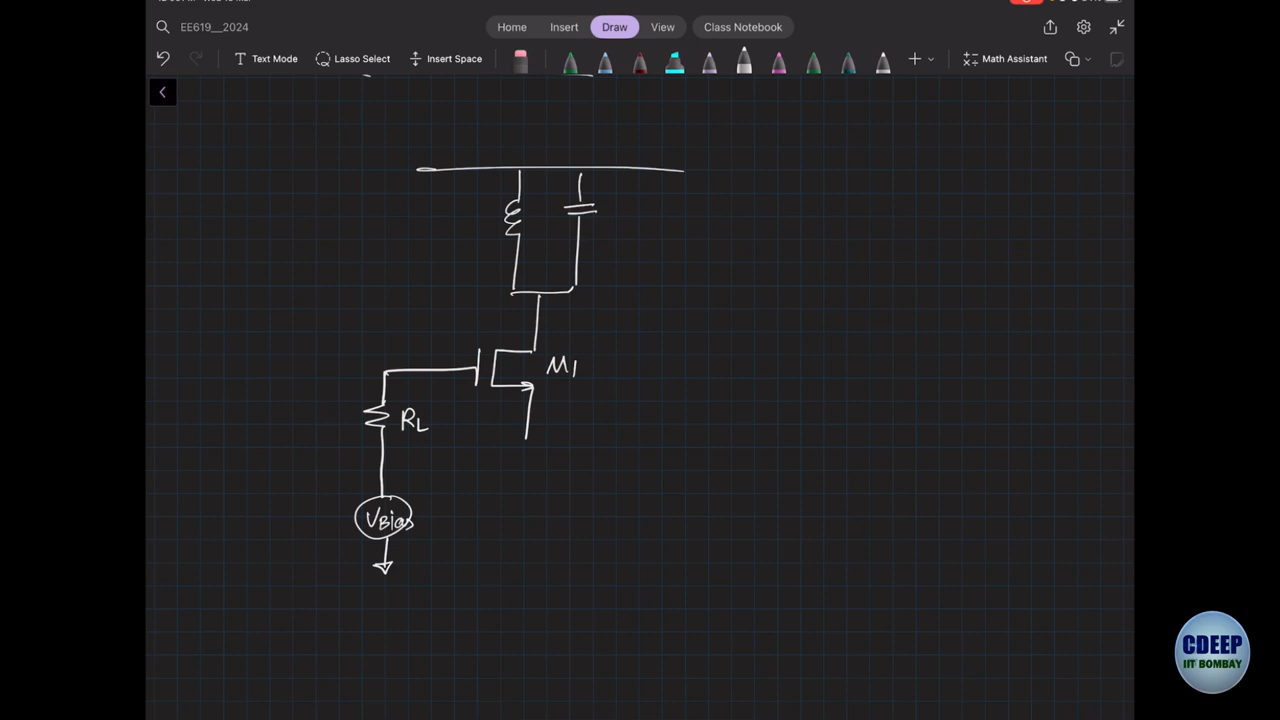 EE619__2024
Home Insert Draw View Class Notebook
Text Mode Lasso Select Insert Space Math Assistant
M1
RL
VBias
CDEEP
IIT BOMBAY